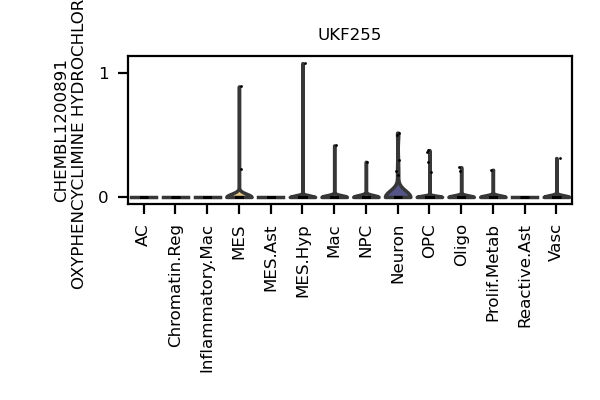 UKF255
CHEMBL1200891
OXYPHENCYCLIMINE HYDROCHLOR
1
0
AC
Chromatin.Reg
Inflammatory.Mac
MES
MES.Ast
MES.Hyp
Mac
NPC
Neuron
OPC
Oligo
Prolif.Metab
Reactive.Ast
Vasc